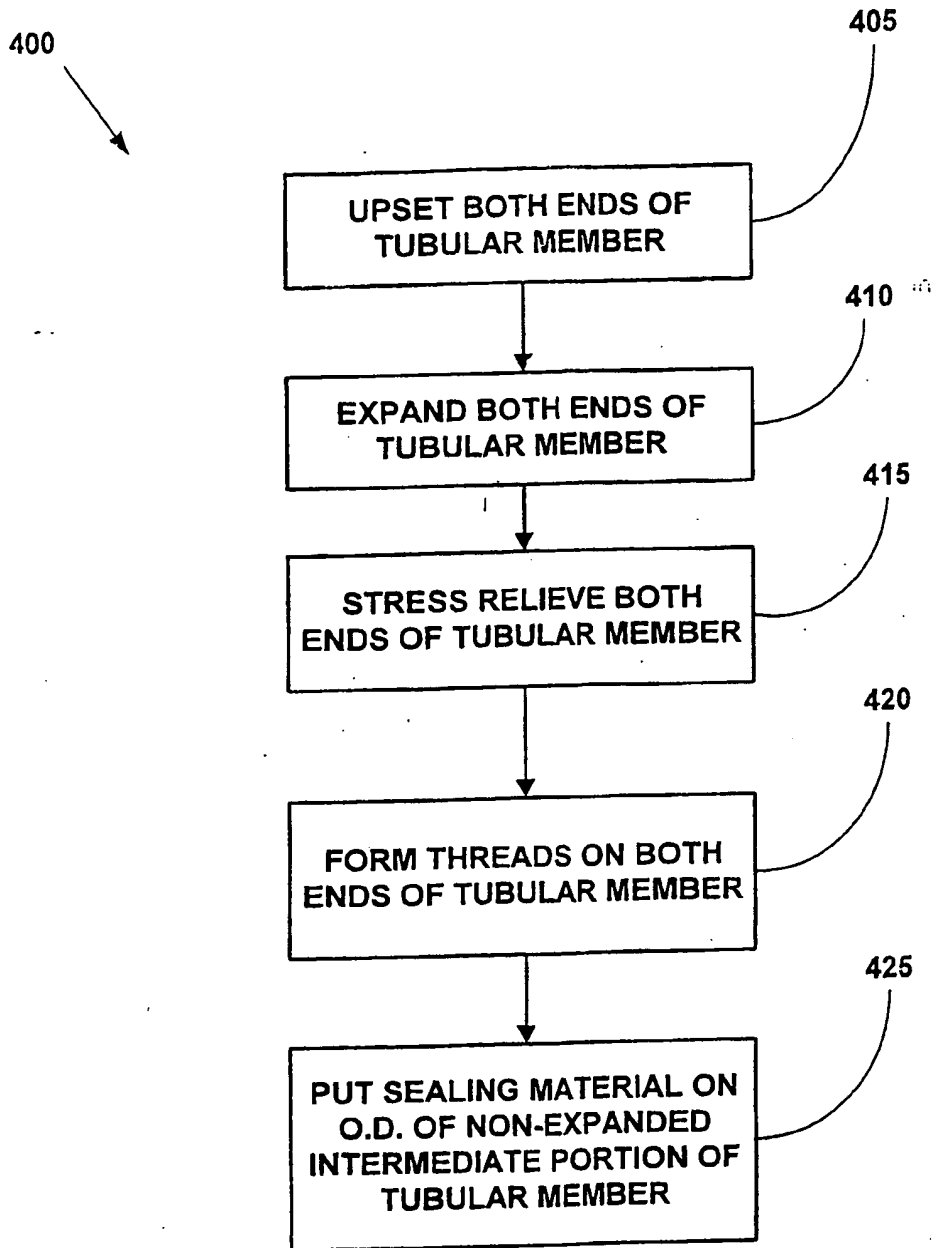 400
405
UPSET BOTH ENDS OF
TUBULAR MEMBER
410
EXPAND BOTH ENDS OF
TUBULAR MEMBER
415
STRESS RELIEVE BOTH
ENDS OF TUBULAR MEMBER
420
FORM THREADS ON BOTH
ENDS OF TUBULAR MEMBER
425
PUT SEALING MATERIAL ON
O.D. OF NON-EXPANDED
INTERMEDIATE PORTION OF
TUBULAR MEMBER